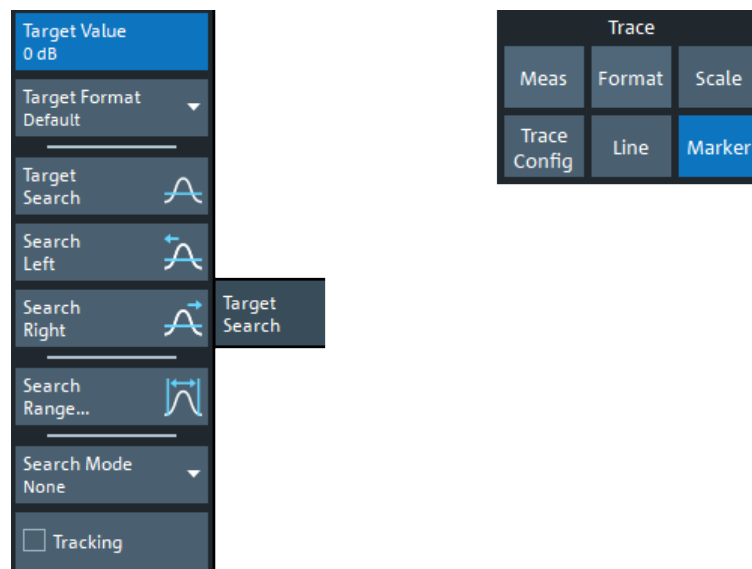 Target Value
0 dB
Target Format
Default
Target
Search
Search
Left
Search
Right
Search
Range...
Search Mode
None
Tracking
Target
Search
Trace
Meas
Format
Scale
Trace
Config
Line
Marker